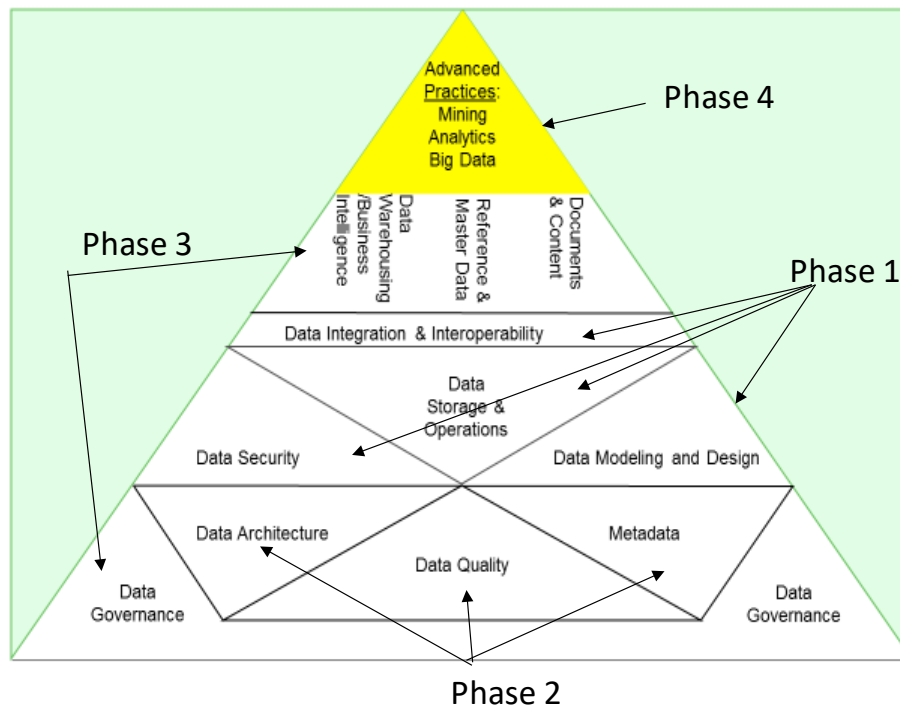 Advanced
Practices:
Mining
Analytics
Big Data
Phase 4
Data
Warehousing
/Business
Intelligence
Reference &
Master Data
Documents
& Content
Phase 3
Phase 1
Data Integration & Interoperability
Data
Storage &
Operations
Data Security
Data Modeling and Design
Data Architecture
Metadata
Data Quality
Data
Governance
Data
Governance
Phase 2